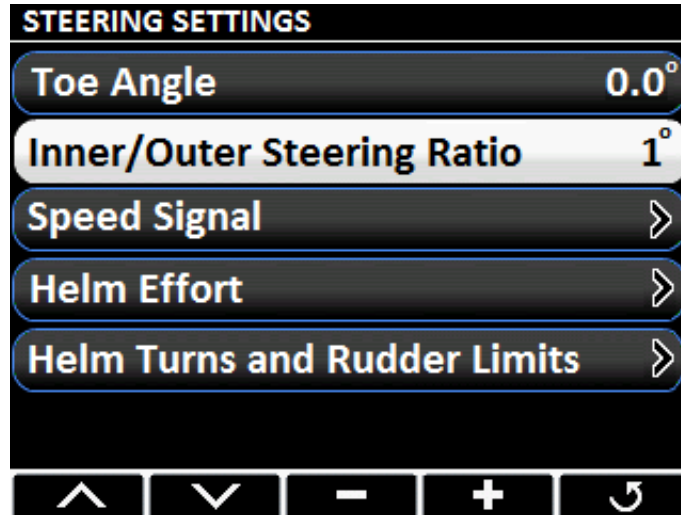 STEERING SETTINGS
Toe Angle 0.0°
Inner/Outer Steering Ratio 1°
Speed Signal
Helm Effort
Helm Turns and Rudder Limits